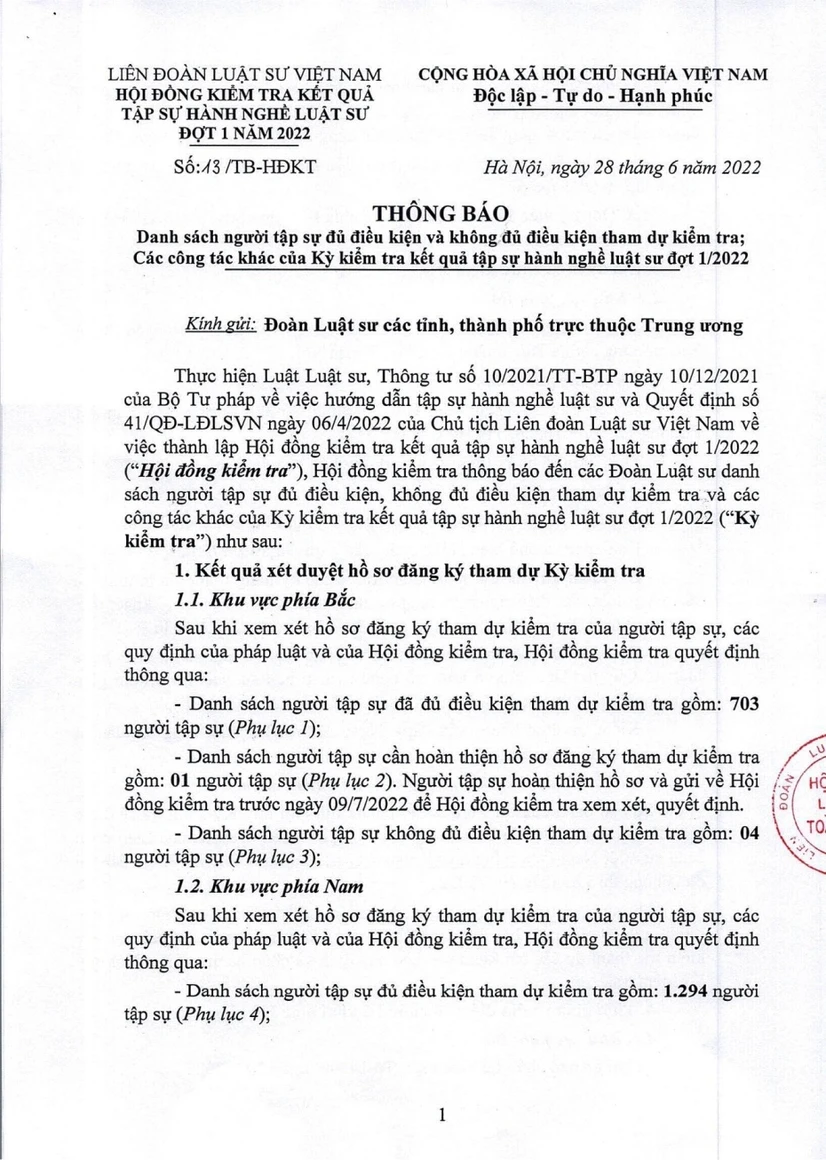 LIÊN ĐOÀN LUẬT SƯ VIỆT NAM
HỘI ĐỒNG KIỂM TRA KẾT QUẢ
TẬP SỰ HÀNH NGHỀ LUẬT SƯ
ĐỢT 1 NĂM 2022
Số:13 /TB-HĐKT
CỘNG HÒA XÃ HỘI CHỦ NGHĨA VIỆT NAM
Độc lập - Tự do - Hạnh phúc
Hà Nội, ngày 28 tháng 6 năm 2022
THÔNG BÁO
Danh sách người tập sự đủ điều kiện và không đủ điều kiện tham dự kiểm tra;
Các công tác khác của Kỳ kiểm tra kết quả tập sự hành nghề luật sư đợt 1/2022
Kính gửi: Đoàn Luật sư các tỉnh, thành phố trực thuộc Trung ương
Thực hiện Luật Luật sư, Thông tư số 10/2021/TT-BTP ngày 10/12/2021
của Bộ Tư pháp về việc hướng dẫn tập sự hành nghề luật sư và Quyết định số
41/QĐ-LĐLSVN ngày 06/4/2022 của Chủ tịch Liên đoàn Luật sư Việt Nam về
việc thành lập Hội đồng kiểm tra kết quả tập sự hành nghề luật sư đợt 1/2022
(“Hội đồng kiểm tra”), Hội đồng kiểm tra thông báo đến các Đoàn Luật sư danh
sách người tập sự đủ điều kiện, không đủ điều kiện tham dự kiểm tra và các
công tác khác của Kỳ kiểm tra kết quả tập sự hành nghề luật sư đợt 1/2022 (“Kỳ
kiểm tra”) như sau:
1. Kết quả xét duyệt hồ sơ đăng ký tham dự Kỳ kiểm tra
1.1. Khu vực phía Bắc
Sau khi xem xét hồ sơ đăng ký tham dự kiểm tra của người tập sự, các
quy định của pháp luật và của Hội đồng kiểm tra, Hội đồng kiểm tra quyết định
thông qua:
- Danh sách người tập sự đã đủ điều kiện tham dự kiểm tra gồm: 703
người tập sự (Phụ lục 1);
- Danh sách người tập sự cần hoàn thiện hồ sơ đăng ký tham dự kiểm tra
gồm: 01 người tập sự (Phụ lục 2). Người tập sự hoàn thiện hồ sơ và gửi về Hội
đồng kiểm tra trước ngày 09/7/2022 để Hội đồng kiểm tra xem xét, quyết định.
- Danh sách người tập sự không đủ điều kiện tham dự kiểm tra gồm: 04
người tập sự (Phụ lục 3);
1.2. Khu vực phía Nam
Sau khi xem xét hồ sơ đăng ký tham dự kiểm tra của người tập sự, các
quy định của pháp luật và của Hội đồng kiểm tra, Hội đồng kiểm tra quyết định
thông qua:
- Danh sách người tập sự đủ điều kiện tham dự kiểm tra gồm: 1.294 người
tập sự (Phụ lục 4);
LIÊN ĐOÀN LU
HỘ
L
TO
1